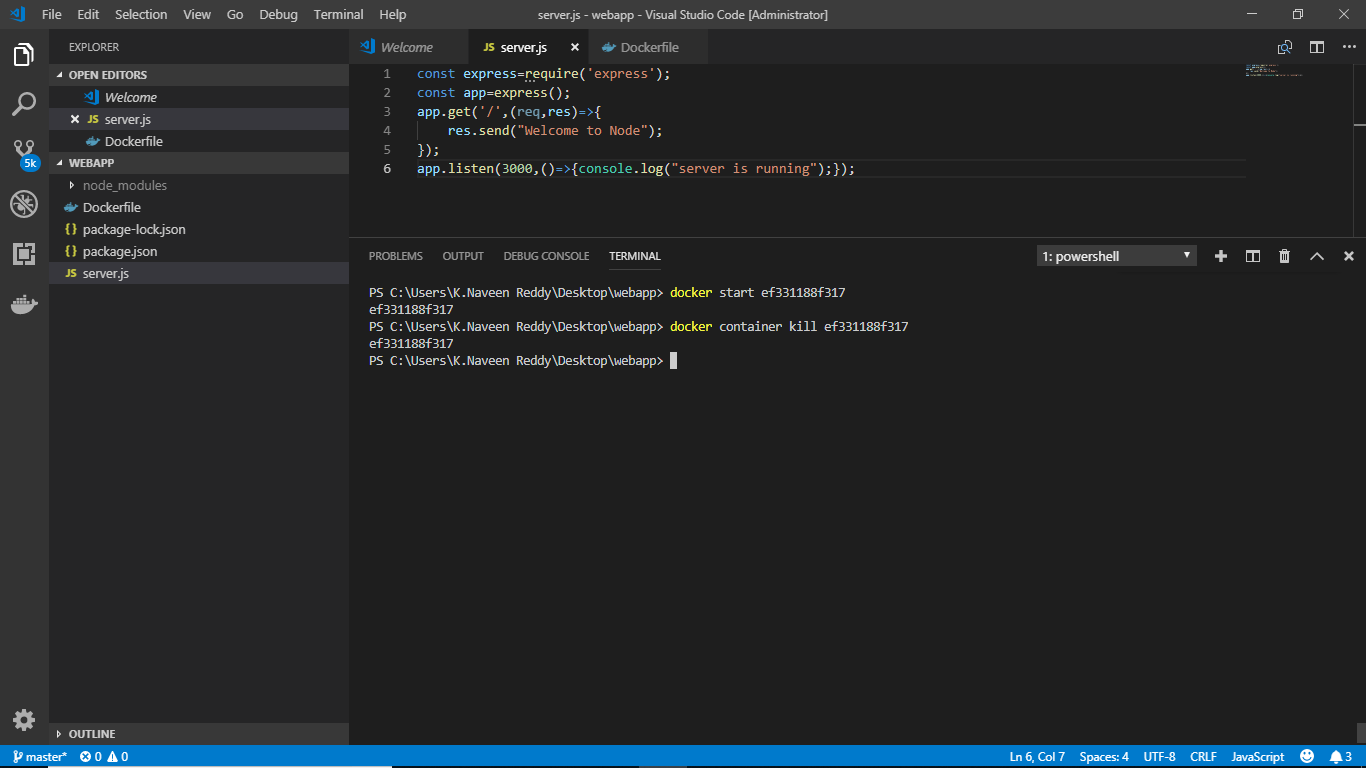 File Edit Selection View Go Debug Terminal Help
server.js - webapp - Visual Studio Code [Administrator]
EXPLORER
OPEN EDITORS
Welcome
JS server.js
Dockerfile
WEBAPP
node_modules
Dockerfile
{} package-lock.json
{} package.json
JS server.js
OUTLINE
5k
Welcome
JS server.js
Dockerfile
1 const express=require('express');
2 const app=express();
3 app.get('/',(req,res)=>{
4 res.send("Welcome to Node");
5 });
6 app.listen(3000,()=>{console.log("server is running");});
PROBLEMS OUTPUT DEBUG CONSOLE TERMINAL
1: powershell
PS C:\Users\K.Naveen Reddy\Desktop\webapp> docker start ef331188f317
ef331188f317
PS C:\Users\K.Naveen Reddy\Desktop\webapp> docker container kill ef331188f317
ef331188f317
PS C:\Users\K.Naveen Reddy\Desktop\webapp>
master* 0 0
Ln 6, Col 7 Spaces: 4 UTF-8 CRLF JavaScript 3